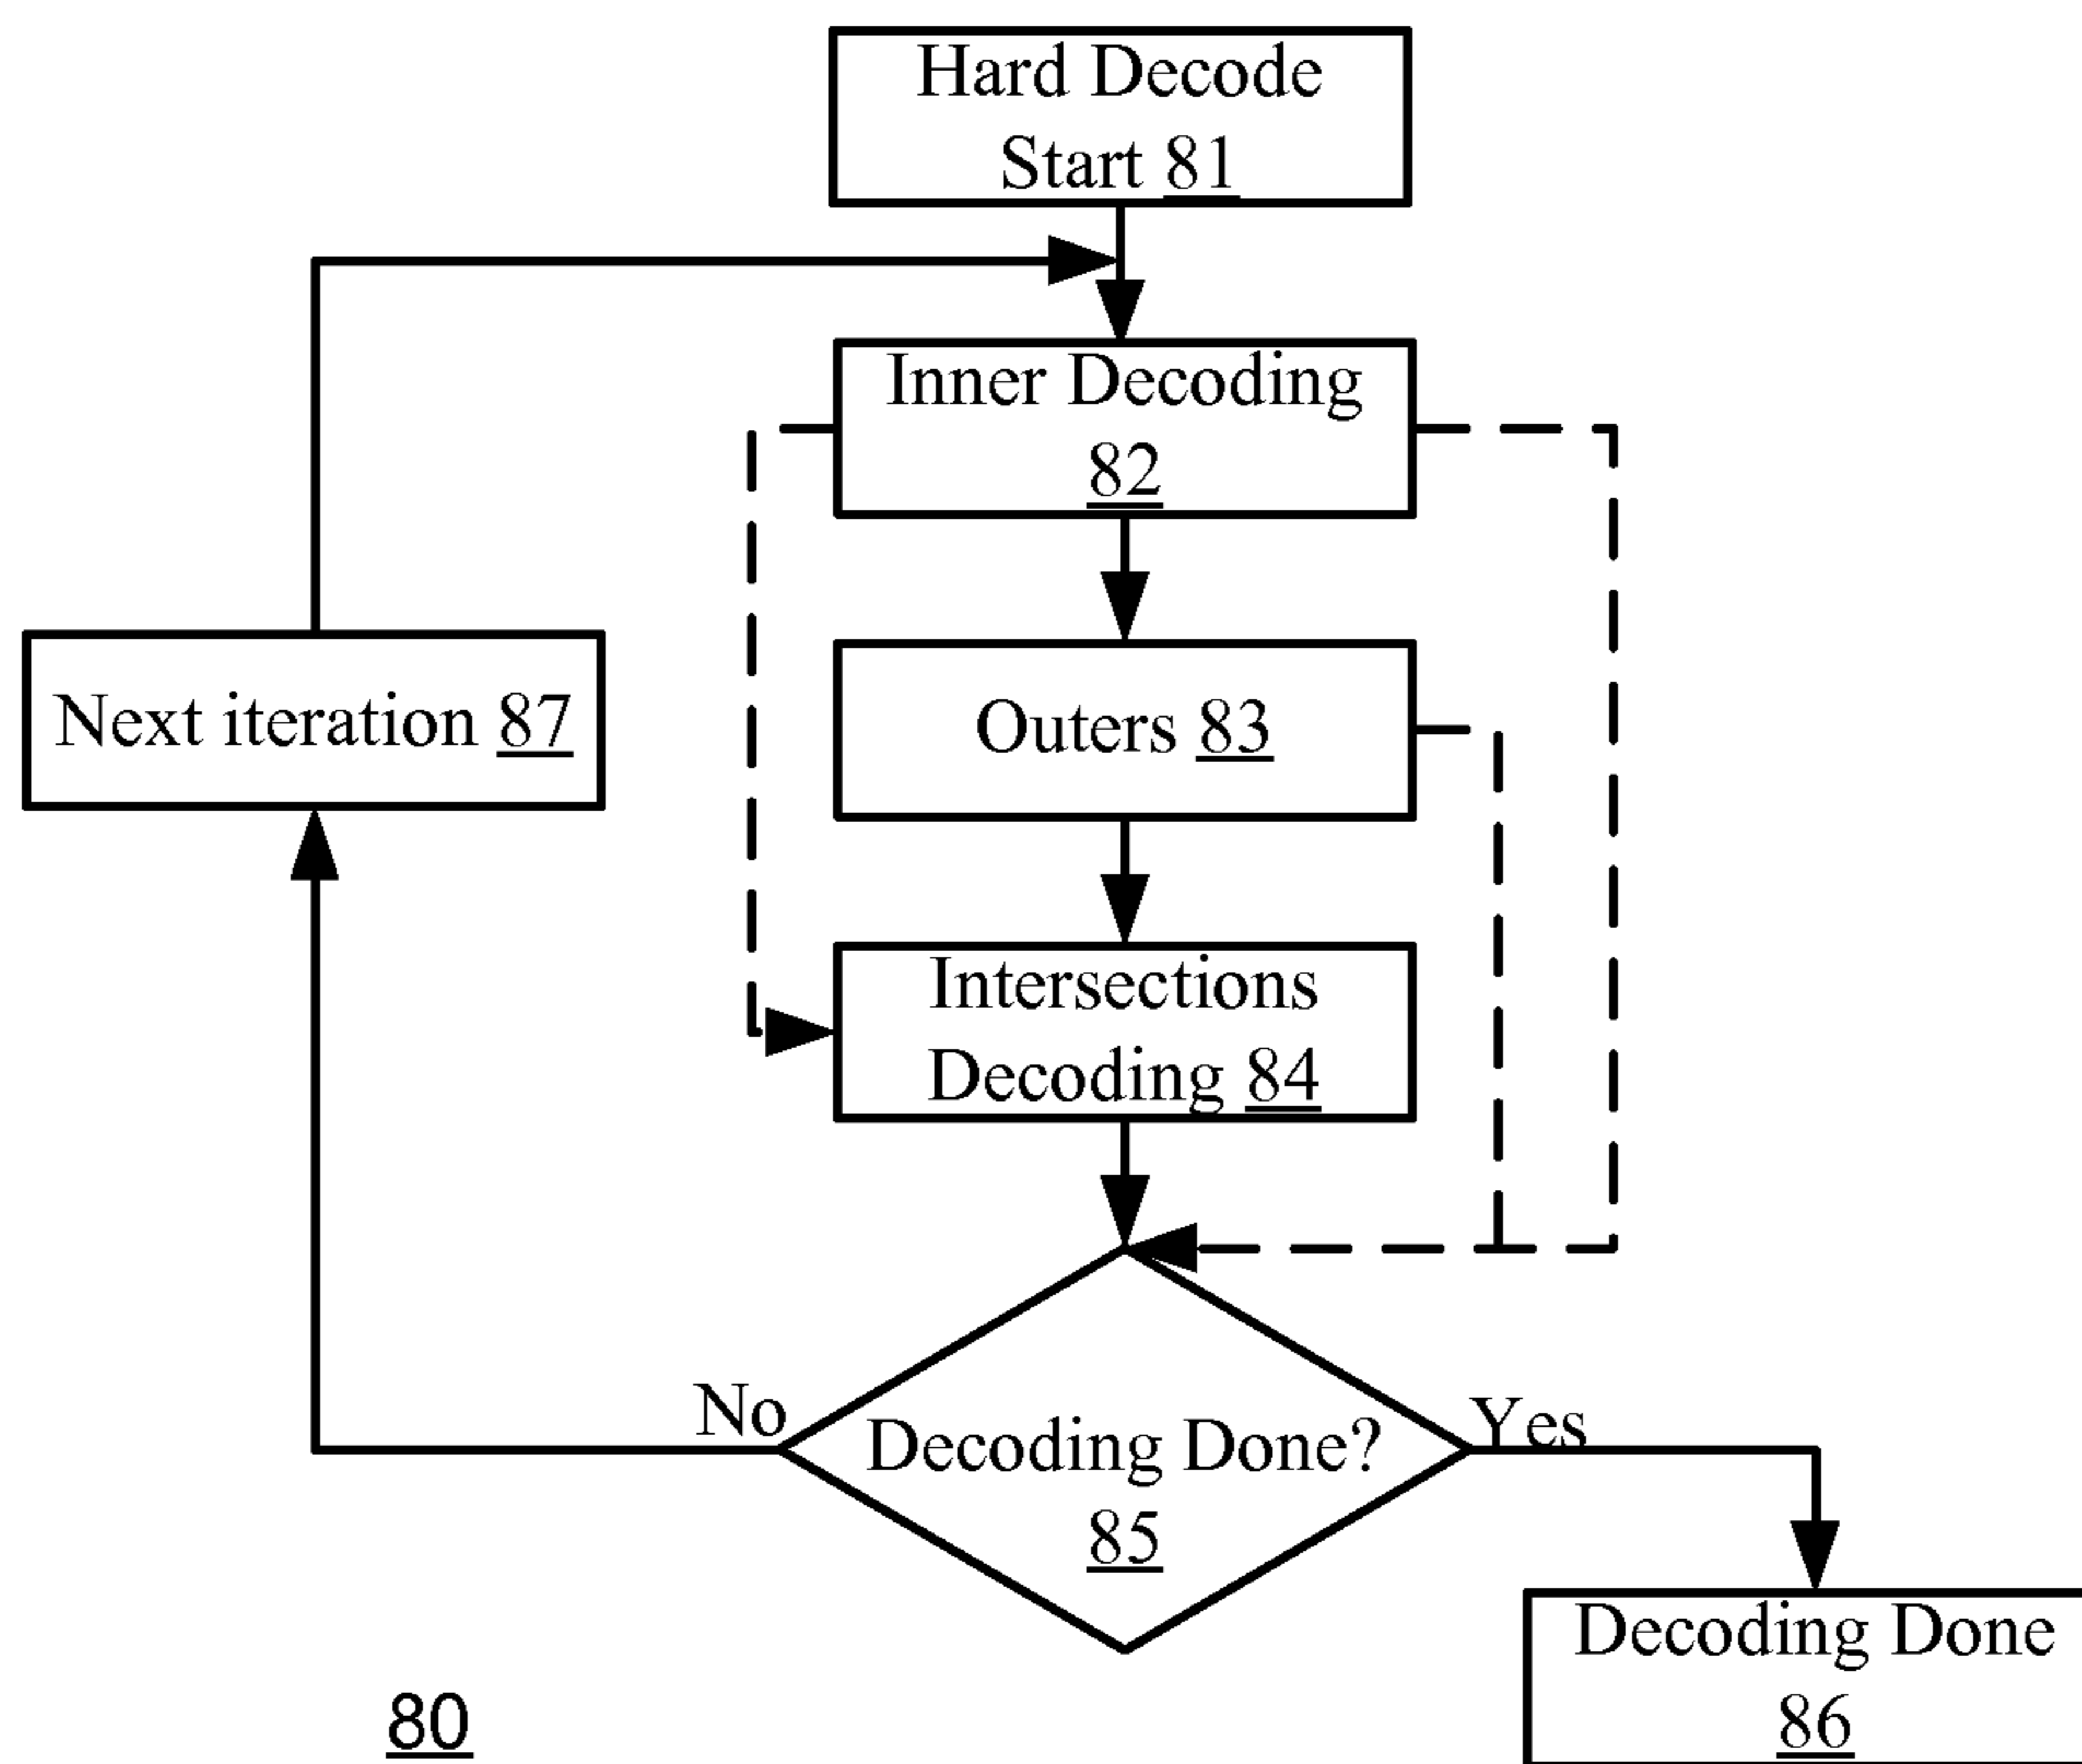 Hard Decode
Start 81
Inner Decoding
82
Next iteration 87
Outers 83
Intersections
Decoding 84
No
Yes
Decoding Done?
85
Decoding Done
86
80